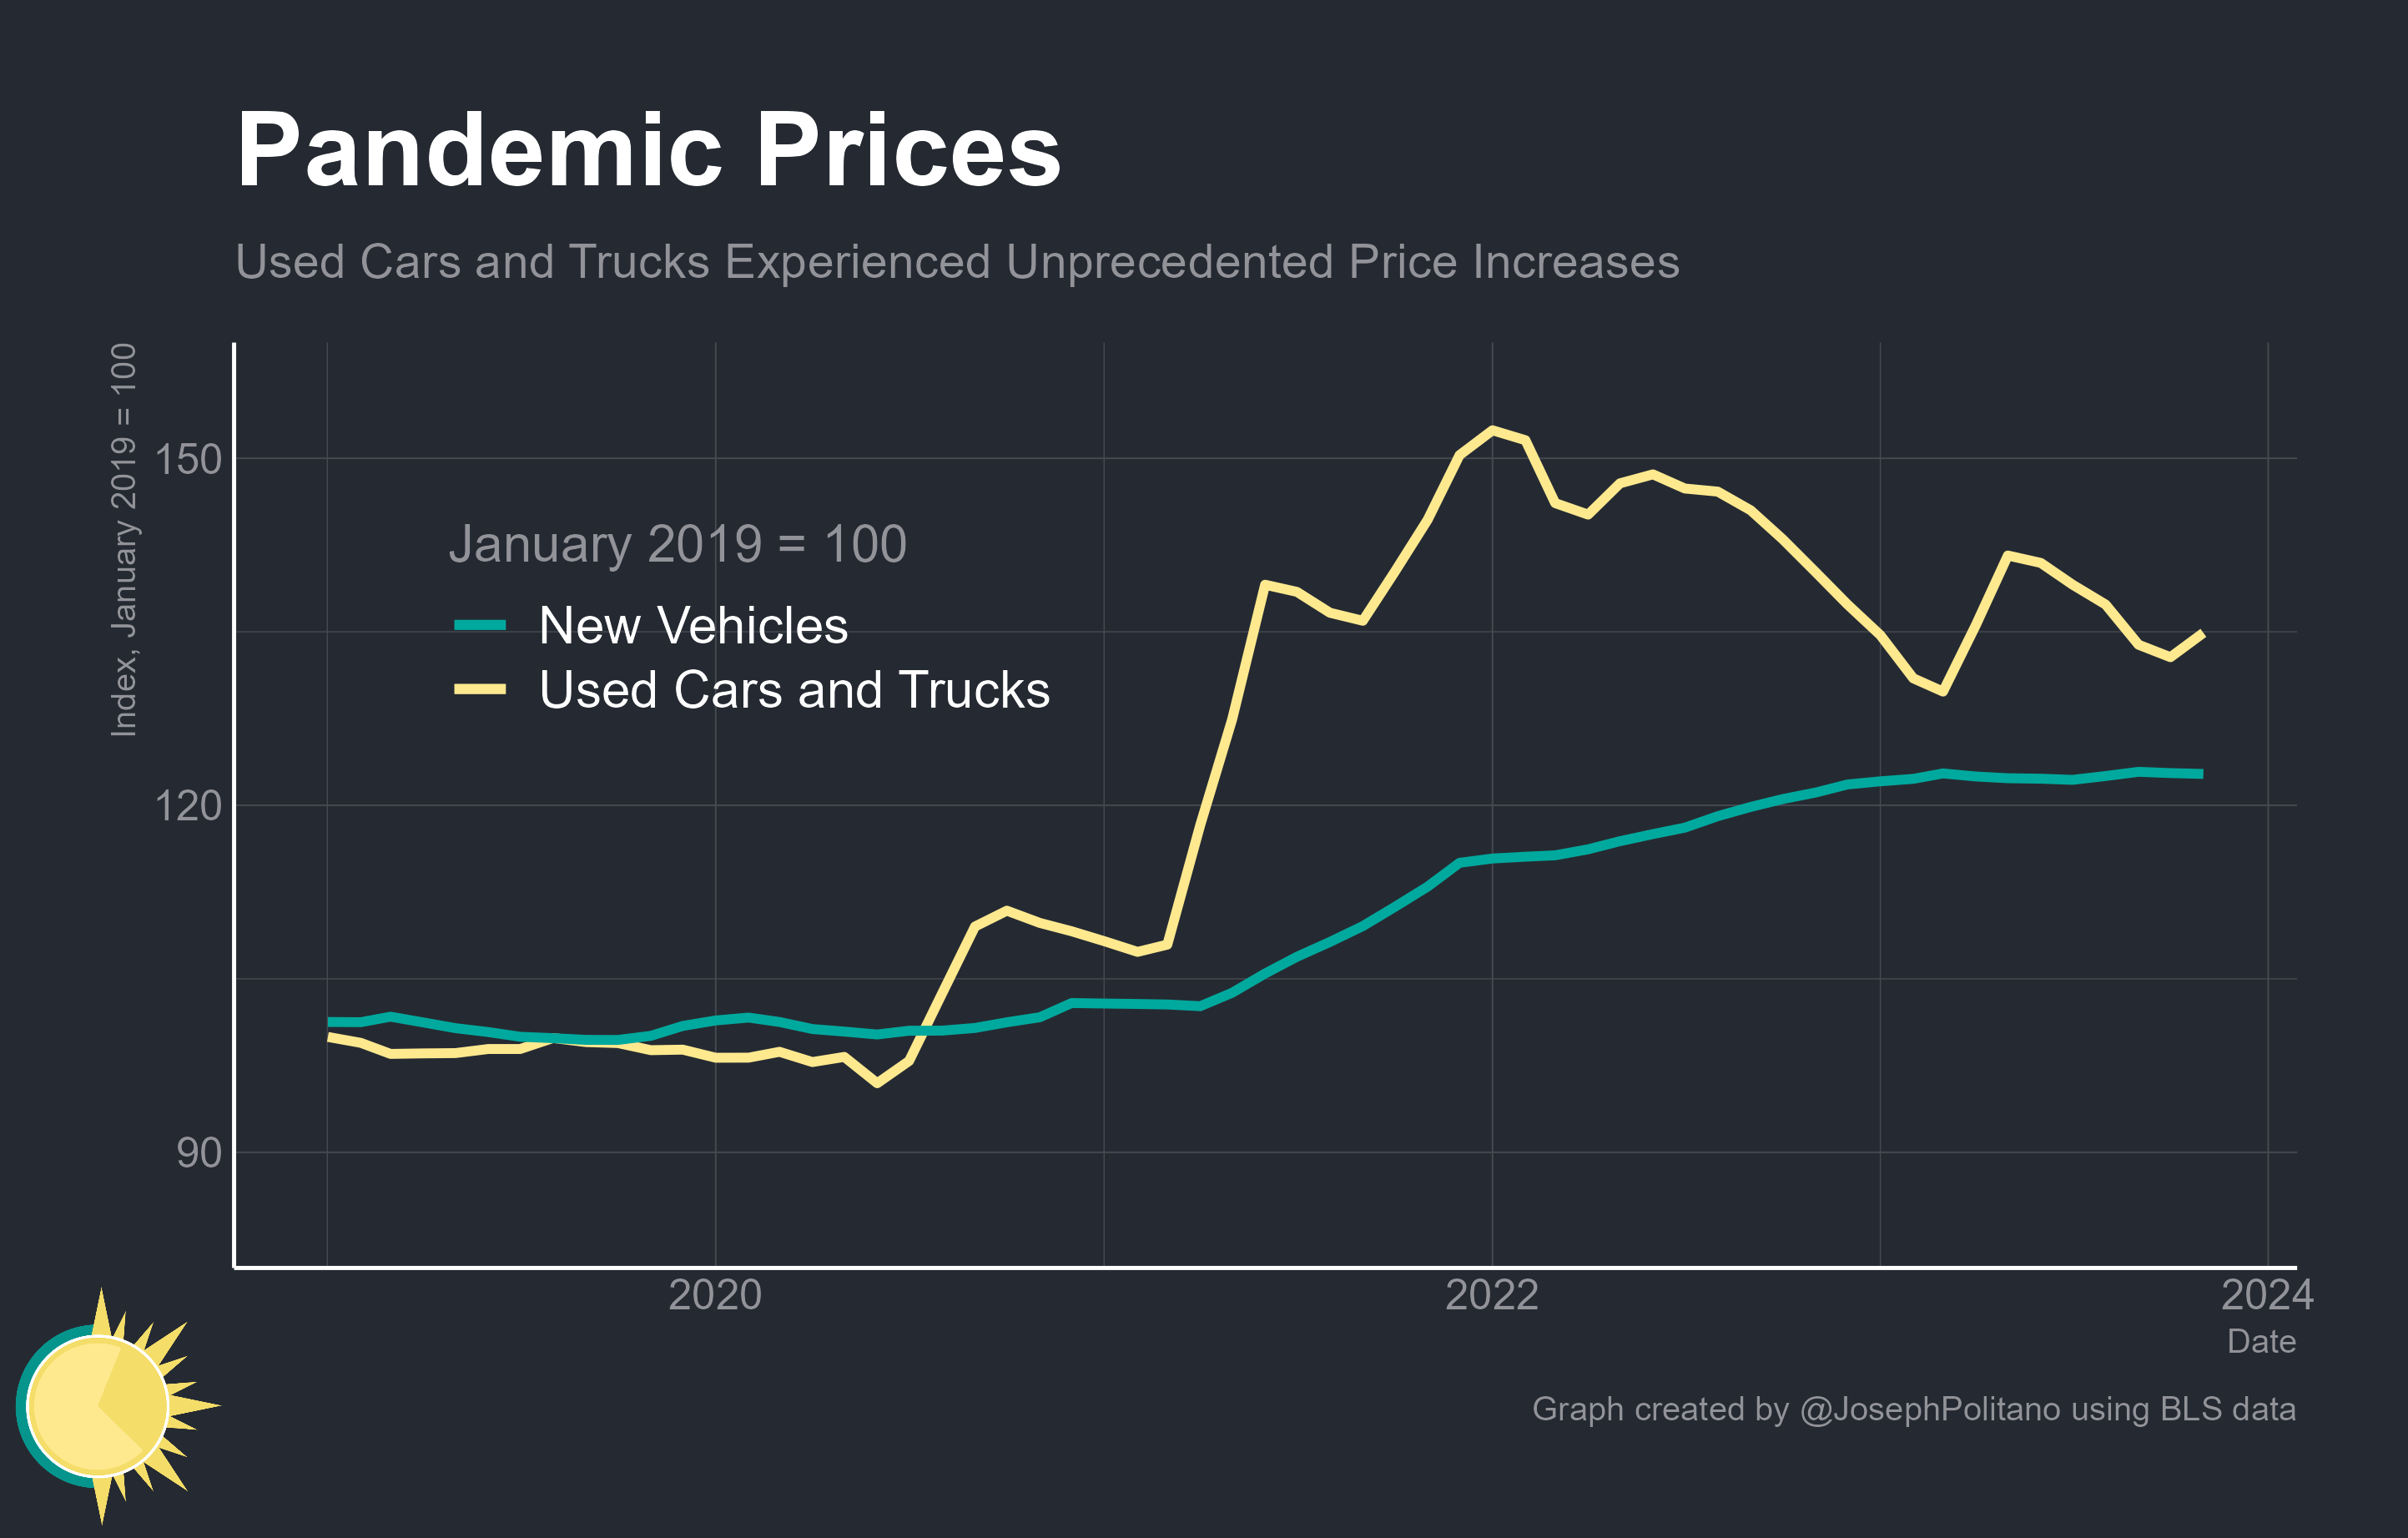 Pandemic Prices
Used Cars and Trucks Experienced Unprecedented Price Increases
Index, January 2019 = 100
150
120
90
January 2019 = 100
New Vehicles
Used Cars and Trucks
2020
2022
2024
Date
Graph created by @JosephPolitano using BLS data